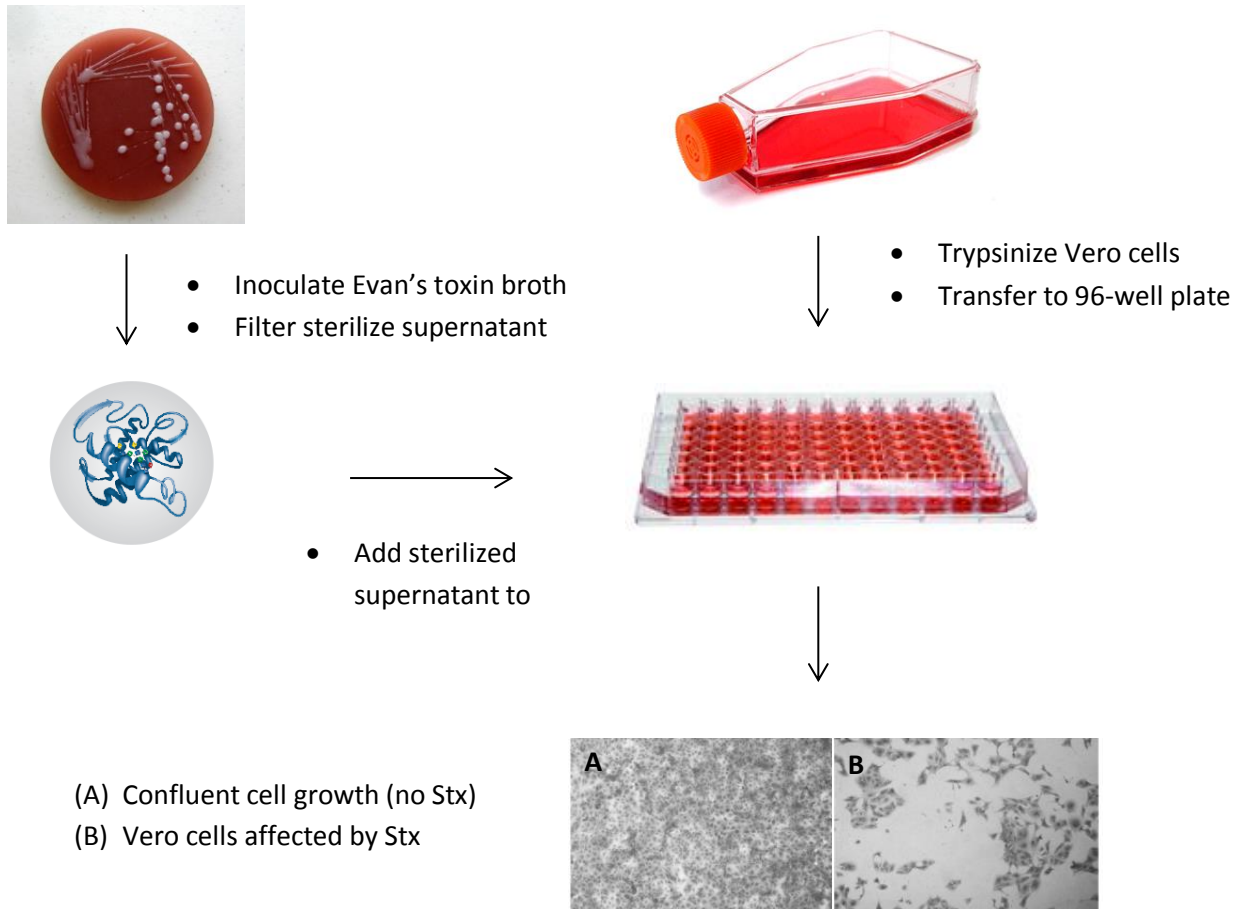 • Inoculate Evan’s toxin broth
• Filter sterilize supernatant
• Trypsinize Vero cells
• Transfer to 96-well plate
• Add sterilized
supernatant to
A
B
(A) Confluent cell growth (no Stx)
(B) Vero cells affected by Stx